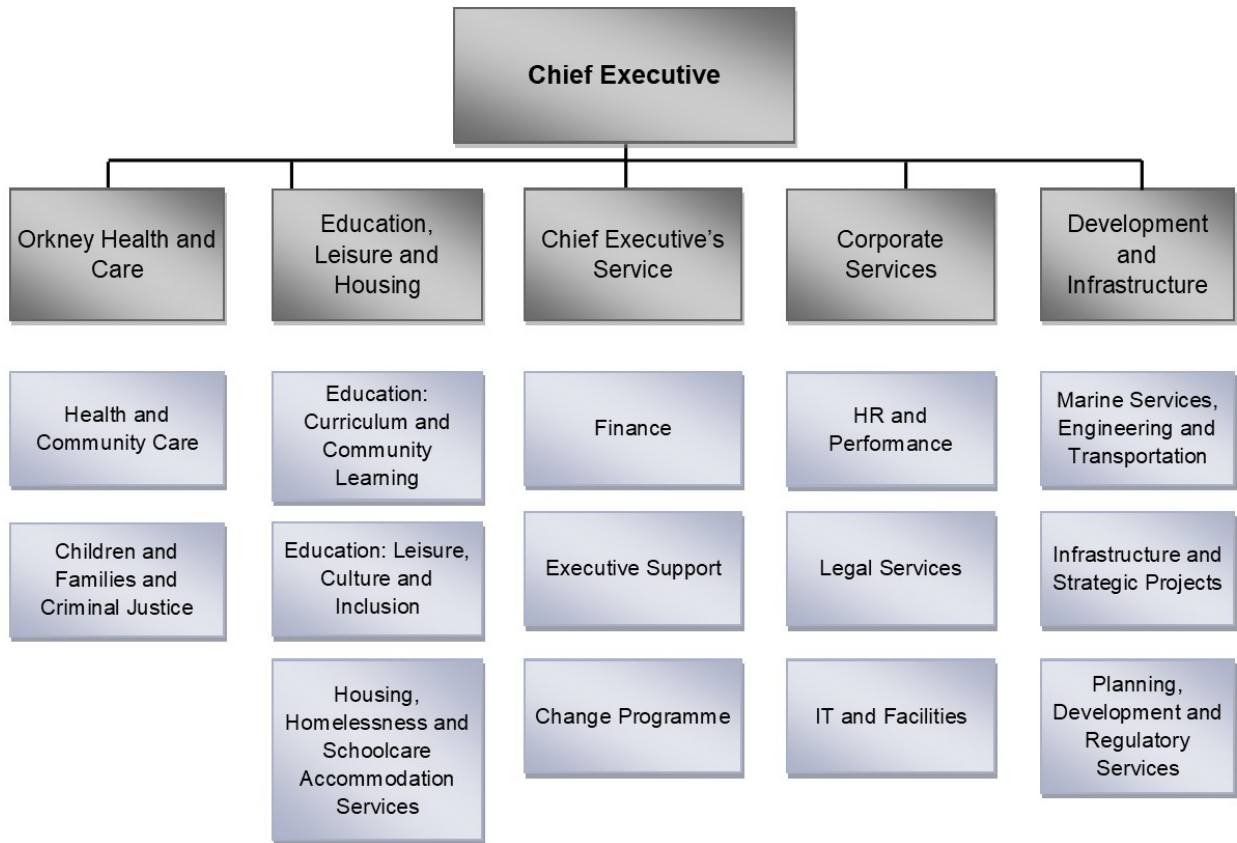 Chief Executive
Orkney Health and
Care
Education,
Leisure and
Housing
Chief Executive’s
Service
Corporate
Services
Development
and
Infrastructure
Health and
Community Care
Education:
Curriculum and
Community
Learning
Finance
HR and
Performance
Marine Services,
Engineering and
Transportation
Children and
Families and
Criminal Justice
Education: Leisure,
Culture and
Inclusion
Executive Support
Legal Services
Infrastructure and
Strategic Projects
Housing,
Homelessness and
Schoolcare
Accommodation
Services
Change Programme
IT and Facilities
Planning,
Development and
Regulatory
Services